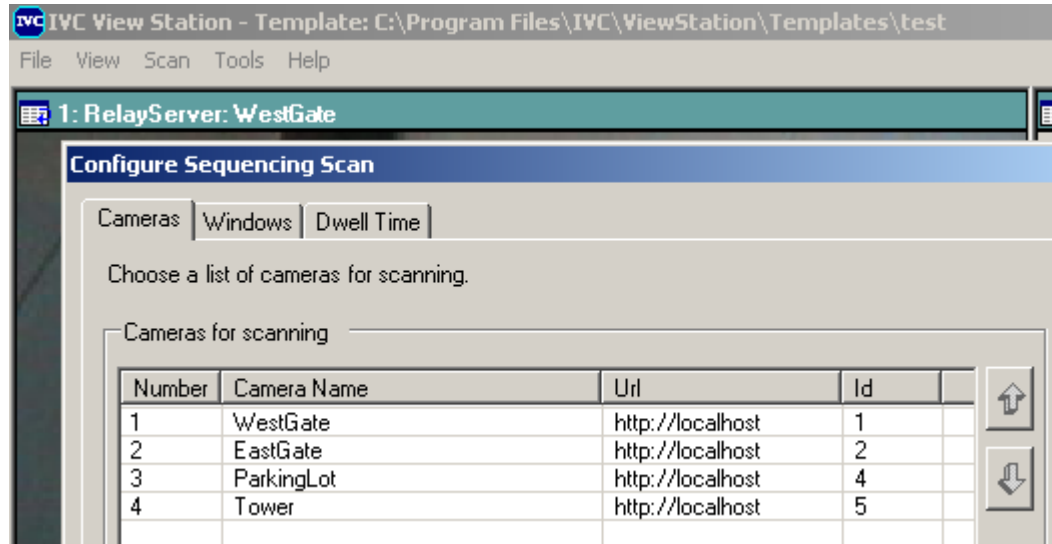 IVC IVC View Station - Template: C:\Program Files\IVC\ViewStation\Templates\test
File View Scan Tools Help
1: RelayServer: WestGate
Configure Sequencing Scan
Cameras Windows Dwell Time
Choose a list of cameras for scanning.
Cameras for scanning
Number Camera Name Url Id
1 WestGate http://localhost 1
2 EastGate http://localhost 2
3 ParkingLot http://localhost 4
4 Tower http://localhost 5